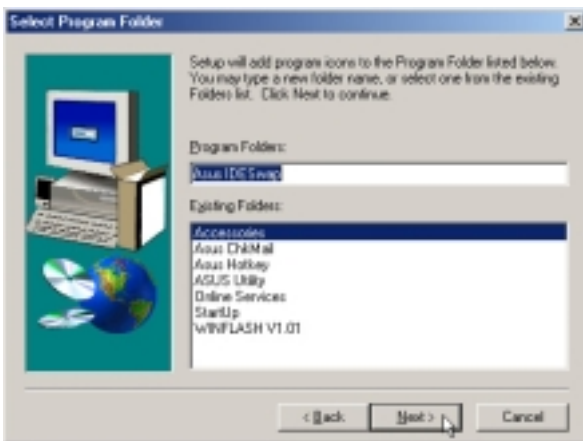 Select Program Folder
Setup will add program icons to the Program Folder listed below.
You may type a new folder name, or select one from the existing
Folders list. Click Next to continue.
Program Folders:
Asus IDESwap
Existing Folders:
Accessories
Asus ChkMail
Asus Hotkey
ASUS Utility
Online Services
StartUp
WINFLASH V1.01
< Back
Next >
Cancel